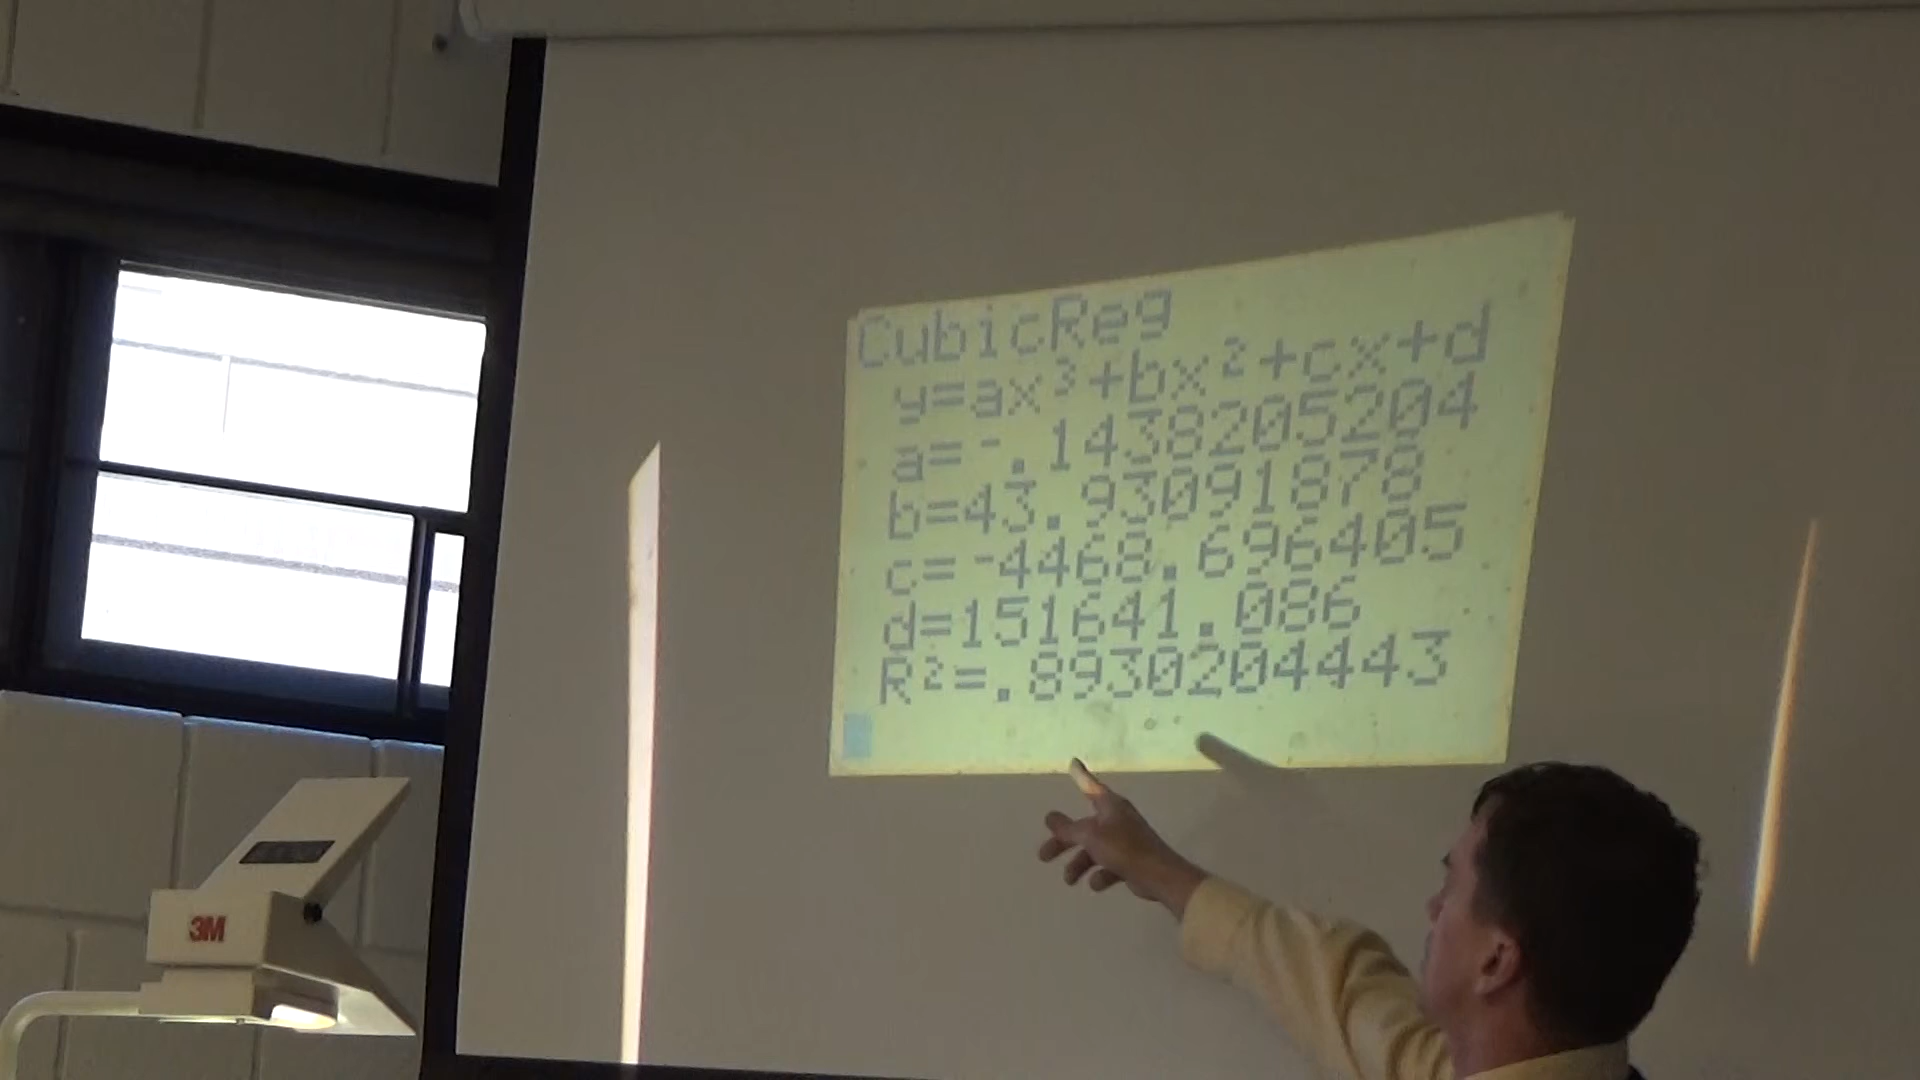 CubicReg
y=ax³+bx²+cx+d
a=-.1438205204
b=43.93091878
c=-4468.696405
d=151641.086
R²=.8930204443
3M